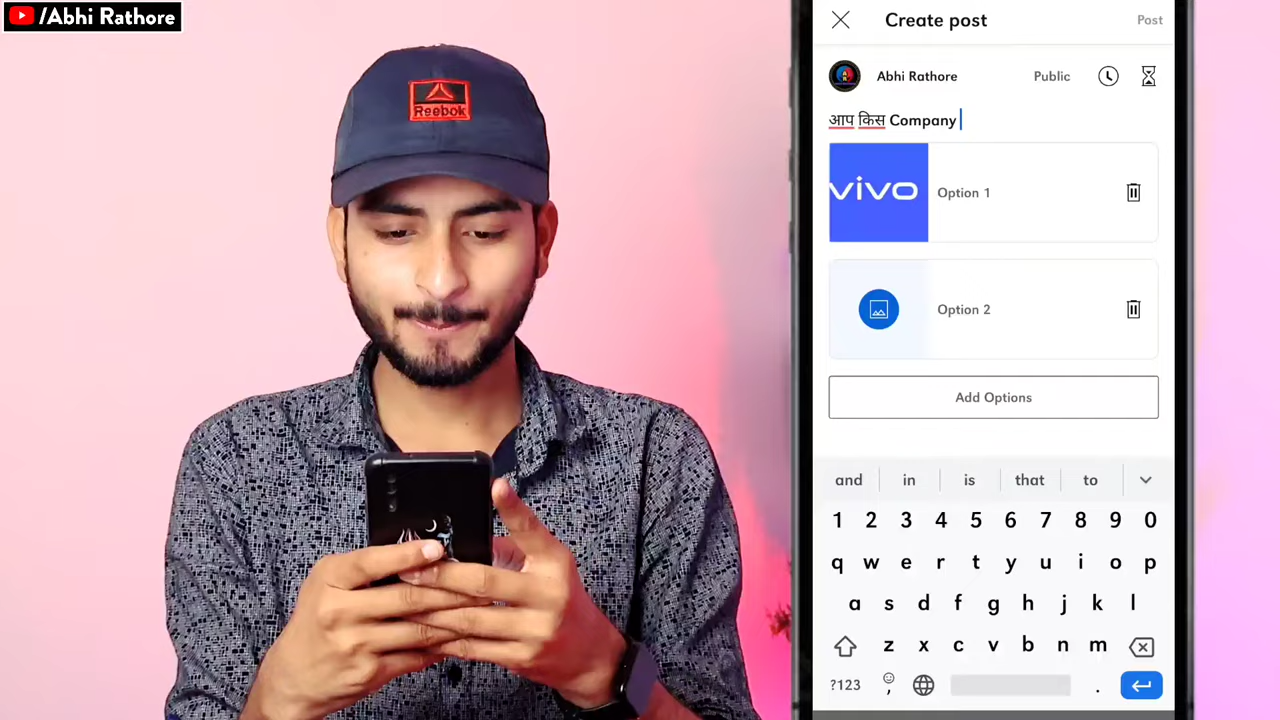 /Abhi Rathore
Reebok
Create post
Post
Abhi Rathore
Public
आप किस Company
vivo
Option 1
Option 2
Add Options
and in is that to
1 2 3 4 5 6 7 8 9 0
q w e r t y u i o p
a s d f g h j k l
z x c v b n m
?123 , .